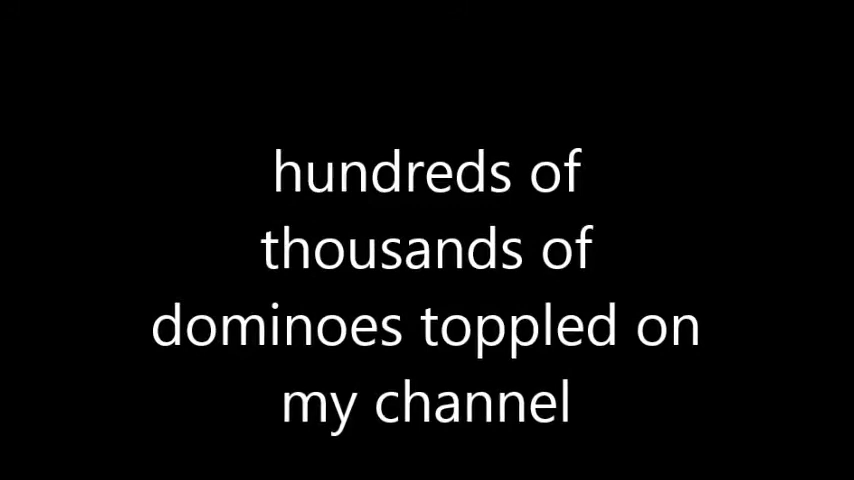 hundreds of
thousands of
dominoes toppled on
my channel